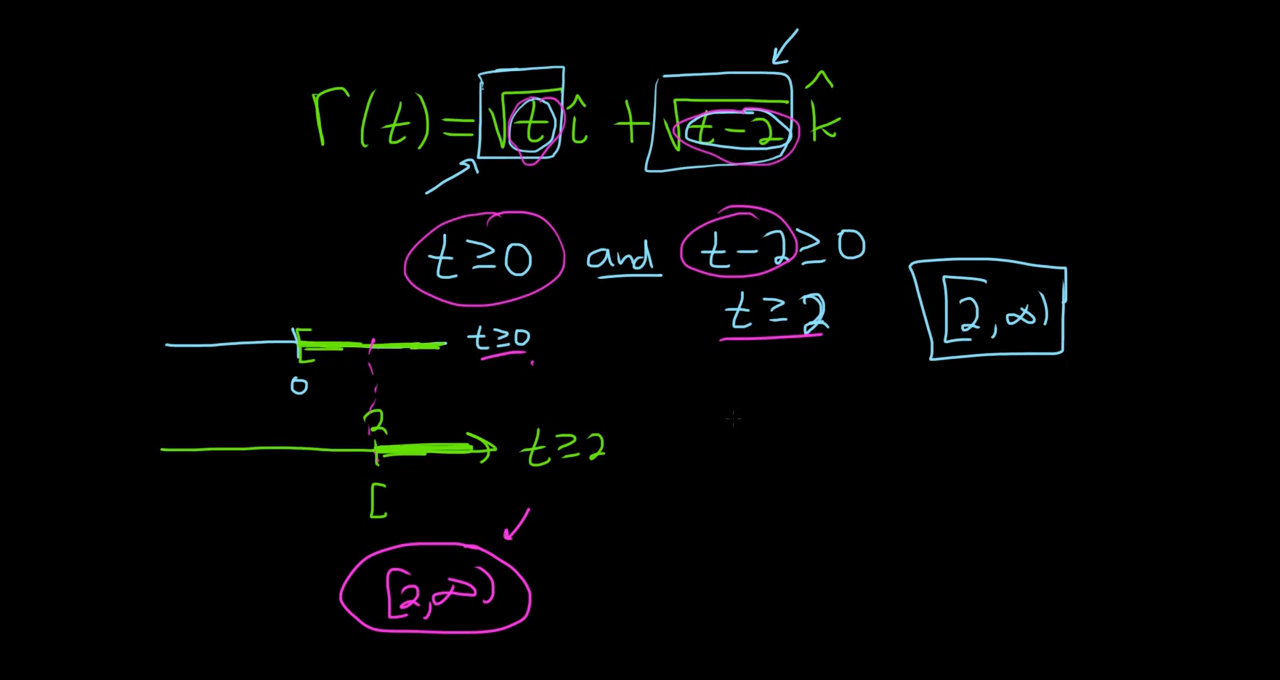 r(t) = √t î + √t-2 k̂
t ≥ 0 and t-2 ≥ 0
t ≥ 2
[2, ∞)
t ≥ 0
0
2
t ≥ 2
[
[2, ∞)